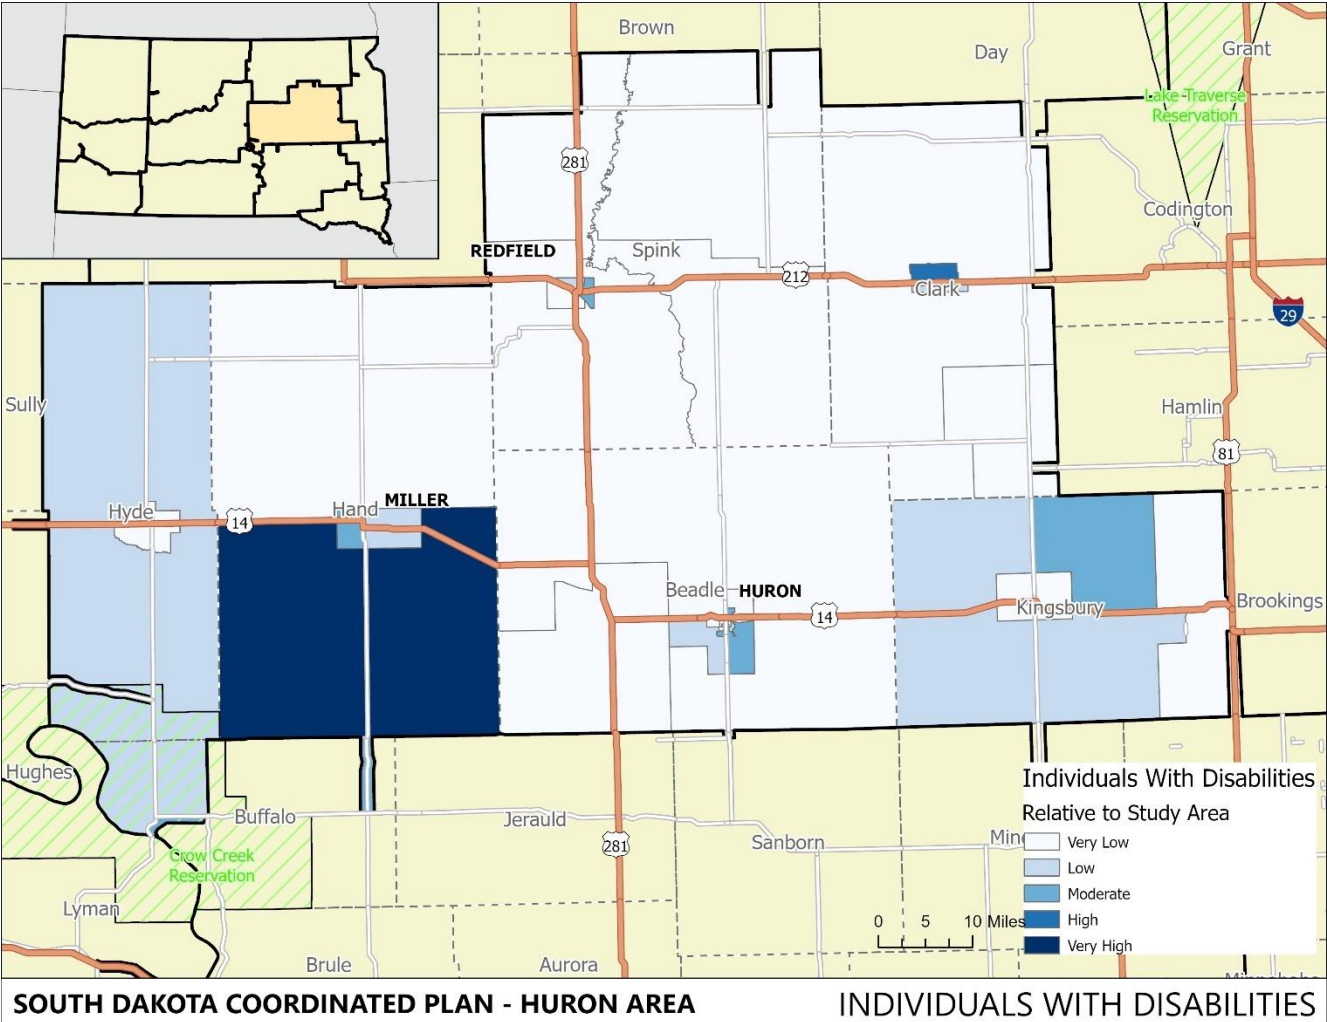 Brown
Day
Grant
Lake Traverse
Reservation
281
Codington
REDFIELD
Spink
212
Clark
29
Sully
Hamlin
81
Hyde
14
Hand
MILLER
Beadle
HURON
14
Kingsbury
Brookings
Hughes
Buffalo
Jerauld
281
Sanborn
Crow Creek
Reservation
Lyman
Brule
Aurora
0 5 10 Miles
Individuals With Disabilities
Relative to Study Area
Very Low
Low
Moderate
High
Very High
SOUTH DAKOTA COORDINATED PLAN - HURON AREA
INDIVIDUALS WITH DISABILITIES